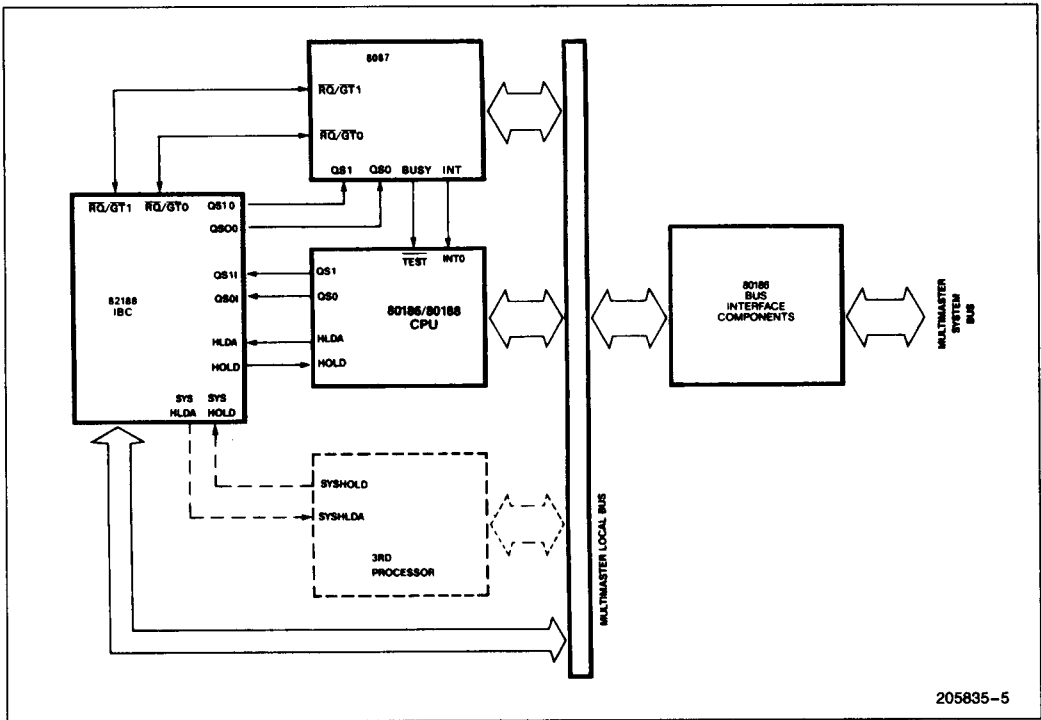 8087
RQ/GT1
RQ/GT0
QS1 QS0 BUSY INT
RQ/GT1 RQ/GT0 QS1O
QS0O
QS1I
QS0I
82188
IBC
HLDA
HOLD
SYS SYS
HLDA HOLD
TEST INT0
QS1
QS0
80186/80188
CPU
HLDA
HOLD
SYSHOLD
SYSHLDA
3RD
PROCESSOR
MULTIMASTER LOCAL BUS
80186
BUS
INTERFACE
COMPONENTS
MULTIMASTER
SYSTEM
BUS
205835-5